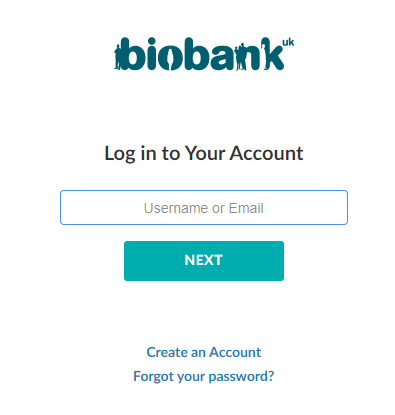 biobank uk
Log in to Your Account
Username or Email
NEXT
Create an Account
Forgot your password?